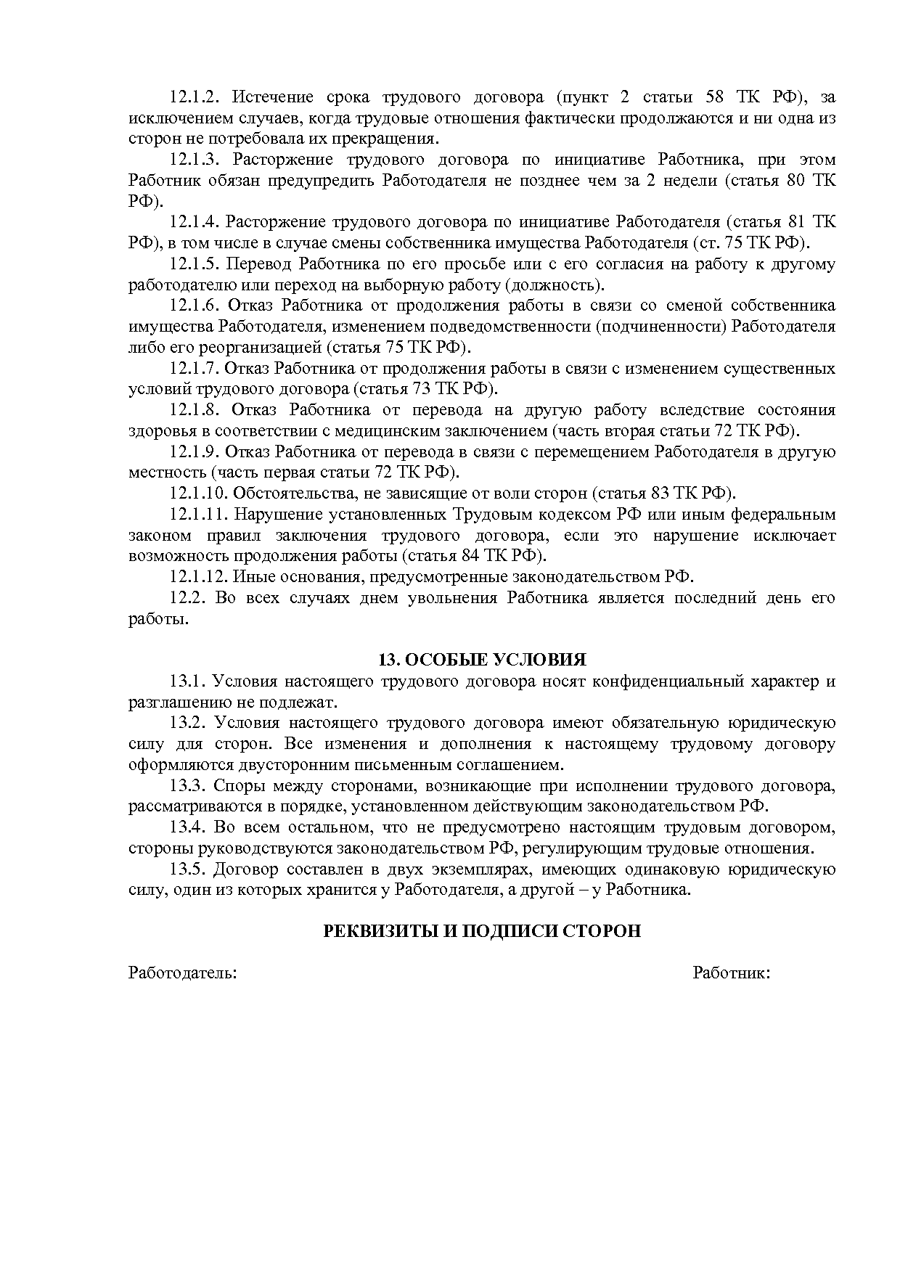 12.1.2. Истечение срока трудового договора (пункт 2 статьи 58 ТК РФ), за
исключением случаев, когда трудовые отношения фактически продолжаются и ни одна из
сторон не потребовала их прекращения.
12.1.3. Расторжение трудового договора по инициативе Работника, при этом
Работник обязан предупредить Работодателя не позднее чем за 2 недели (статья 80 ТК
РФ).
12.1.4. Расторжение трудового договора по инициативе Работодателя (статья 81 ТК
РФ), в том числе в случае смены собственника имущества Работодателя (ст. 75 ТК РФ).
12.1.5. Перевод Работника по его просьбе или с его согласия на работу к другому
работодателю или переход на выборную работу (должность).
12.1.6. Отказ Работника от продолжения работы в связи со сменой собственника
имущества Работодателя, изменением подведомственности (подчиненности) Работодателя
либо его реорганизацией (статья 75 ТК РФ).
12.1.7. Отказ Работника от продолжения работы в связи с изменением существенных
условий трудового договора (статья 73 ТК РФ).
12.1.8. Отказ Работника от перевода на другую работу вследствие состояния
здоровья в соответствии с медицинским заключением (часть вторая статьи 72 ТК РФ).
12.1.9. Отказ Работника от перевода в связи с перемещением Работодателя в другую
местность (часть первая статьи 72 ТК РФ).
12.1.10. Обстоятельства, не зависящие от воли сторон (статья 83 ТК РФ).
12.1.11. Нарушение установленных Трудовым кодексом РФ или иным федеральным
законом правил заключения трудового договора, если это нарушение исключает
возможность продолжения работы (статья 84 ТК РФ).
12.1.12. Иные основания, предусмотренные законодательством РФ.
12.2. Во всех случаях днем увольнения Работника является последний день его
работы.
13. ОСОБЫЕ УСЛОВИЯ
13.1. Условия настоящего трудового договора носят конфиденциальный характер и
разглашению не подлежат.
13.2. Условия настоящего трудового договора имеют обязательную юридическую
силу для сторон. Все изменения и дополнения к настоящему трудовому договору
оформляются двусторонним письменным соглашением.
13.3. Споры между сторонами, возникающие при исполнении трудового договора,
рассматриваются в порядке, установленном действующим законодательством РФ.
13.4. Во всем остальном, что не предусмотрено настоящим трудовым договором,
стороны руководствуются законодательством РФ, регулирующим трудовые отношения.
13.5. Договор составлен в двух экземплярах, имеющих одинаковую юридическую
силу, один из которых хранится у Работодателя, а другой – у Работника.
РЕКВИЗИТЫ И ПОДПИСИ СТОРОН
Работодатель: Работник: